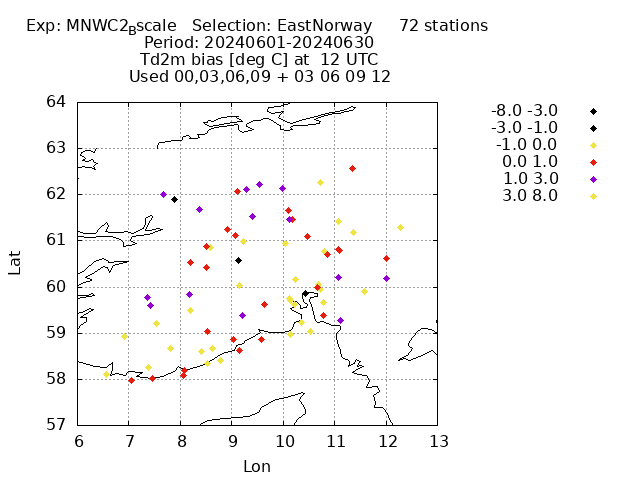 Exp: MNWC2_Bscale Selection: EastNorway 72 stations
Period: 20240601-20240630
Td2m bias [deg C] at 12 UTC
Used 00,03,06,09 + 03 06 09 12
-8.0 -3.0
-3.0 -1.0
-1.0 0.0
0.0 1.0
1.0 3.0
3.0 8.0
64
63
62
61
60
59
58
57
Lat
6 7 8 9 10 11 12 13
Lon